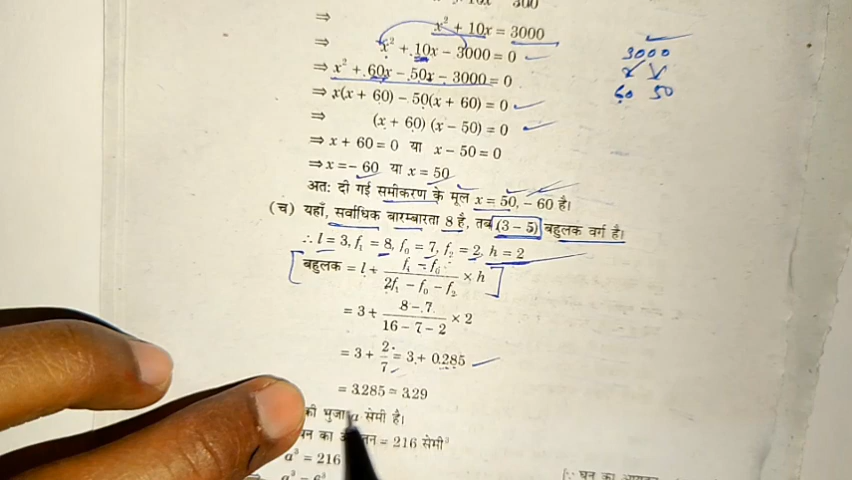 300
⇒ x² + 10x = 3000
⇒ x² + 10x − 3000 = 0
⇒ x² + 60x − 50x − 3000 = 0
⇒ x(x + 60) − 50(x + 60) = 0
⇒ (x + 60) (x − 50) = 0
⇒ x + 60 = 0 या x − 50 = 0
⇒ x = − 60 या x = 50
अतः दी गई समीकरण के मूल x = 50, − 60 है।
(च) यहाँ, सर्वाधिक बारम्बारता 8 है, तब (3 − 5) बहुलक वर्ग है।
∴ l = 3, f₁ = 8, f₀ = 7, f₂ = 2, h = 2
बहुलक = l + (f₁ − f₀)/(2f₁ − f₀ − f₂) × h
= 3 + (8 − 7)/(16 − 7 − 2) × 2
= 3 + 2/7 = 3 + 0.285
= 3.285 = 3.29
की भुजा a सेमी है।
= 216 सेमी³
a³ = 216
a³ = 6³
∵ घन का आयतन
3000
60 50